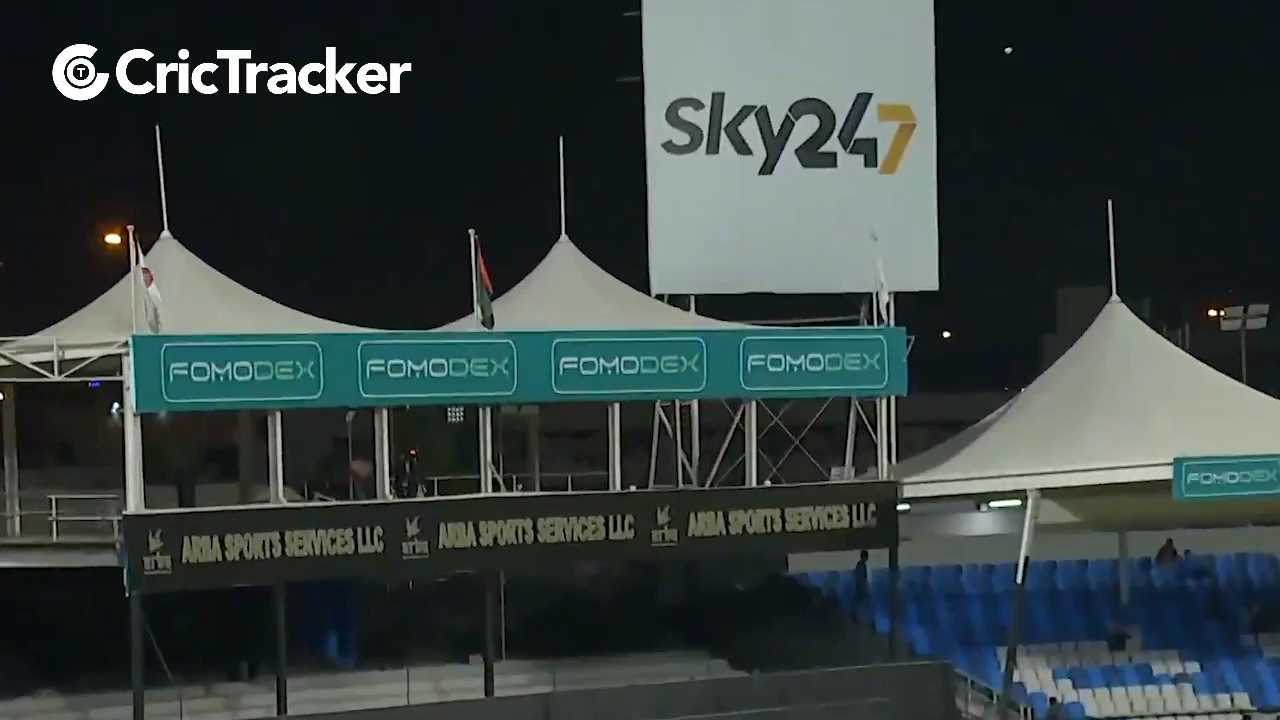 CricTracker
Sky247
FOMODEX FOMODEX FOMODEX FOMODEX
FOMODEX
ARBA SPORTS SERVICES LLC ARBA SPORTS SERVICES LLC ARBA SPORTS SERVICES LLC